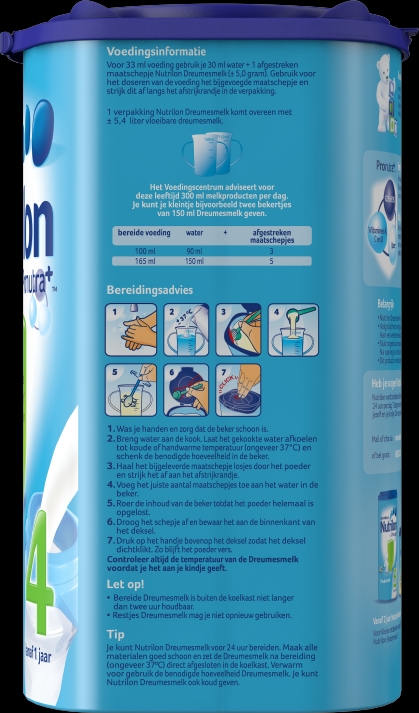 Voedingsinformatie
Voor 33 ml voeding gebruik je 30 ml water + 1 afgestreken
maatschepje Nutrilon Dreumesmelk (± 5,0 gram). Gebruik voor
het doseren van de voeding het bijgevoegde maatschepje en
strijk dit af langs het afstrijkrandje in de verpakking.
1 verpakking Nutrilon Dreumesmelk komt overeen met
± 5,4 liter vloeibare dreumesmelk.
Het Voedingscentrum adviseert voor
deze leeftijd 300 ml melkproducten per dag.
Je kunt je kleintje bijvoorbeeld twee bekertjes
van 150 ml Dreumesmelk geven.
bereide voeding water + afgestreken
maatschepjes
100 ml 90 ml 3
165 ml 150 ml 5
Bereidingsadvies
1 2 ±37°C 3 4
5 6 7 CLICK
1. Was je handen en zorg dat de beker schoon is.
2. Breng water aan de kook. Laat het gekookte water afkoelen
tot koude of handwarme temperatuur (ongeveer 37°C) en
schenk de benodigde hoeveelheid in de beker.
3. Haal het bijgeleverde maatschepje losjes door het poeder
en strijk het af aan het afstrijkrandje.
4. Voeg het juiste aantal maatschepjes toe aan het water in de
beker.
5. Roer de inhoud van de beker totdat het poeder helemaal is
opgelost.
6. Droog het schepje af en bewaar het aan de binnenkant van
het deksel.
7. Druk op het handje bovenop het deksel zodat het deksel
dichtklikt. Zo blijft het poeder vers.
Controleer altijd de temperatuur van de Dreumesmelk
voordat je het aan je kindje geeft.
Let op!
• Bereide Dreumesmelk is buiten de koelkast niet langer
dan twee uur houdbaar.
• Restjes Dreumesmelk mag je niet opnieuw gebruiken.
Tip
Je kunt Nutrilon Dreumesmelk voor 24 uur bereiden. Maak alle
materialen goed schoon en zet de Dreumesmelk na bereiding
(ongeveer 37°C) direct afgesloten in de koelkast. Verwarm
voor gebruik de benodigde hoeveelheid Dreumesmelk. Je kunt
Nutrilon Dreumesmelk ook koud geven.
lon
nutra+™
4
vanaf 1 jaar
Pronutra+
Belangrijk
Nutrilon